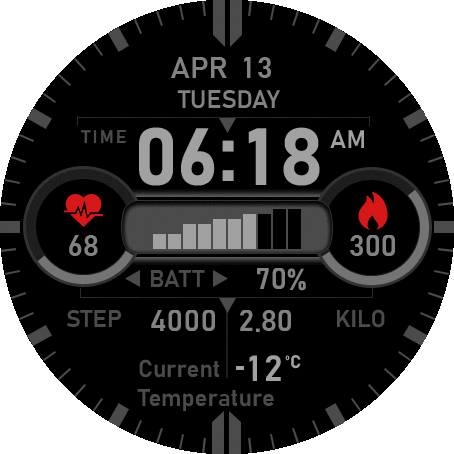 APR 13
TUESDAY
TIME 06:18 AM
68 300
BATT 70%
STEP 4000 2.80 KILO
Current -12°C
Temperature